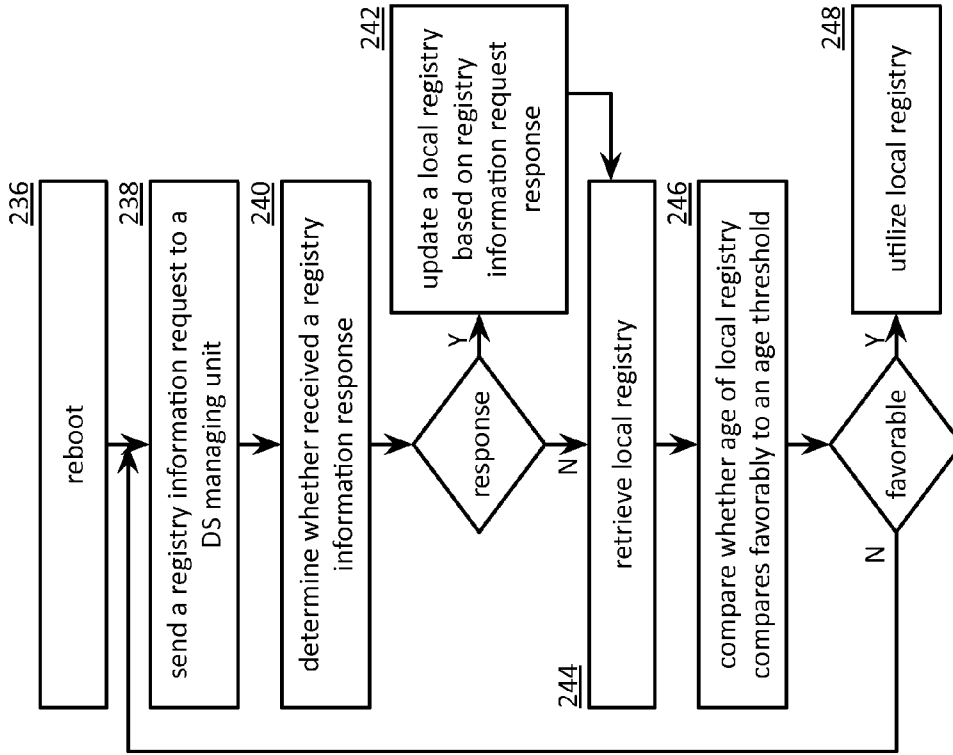 236
reboot
238
send a registry information request to a
DS managing unit
240
determine whether received a registry
information response
response
Y
N
242
update a local registry
based on registry
information request
response
244
retrieve local registry
246
compare whether age of local registry
compares favorably to an age threshold
favorable
N
Y
248
utilize local registry